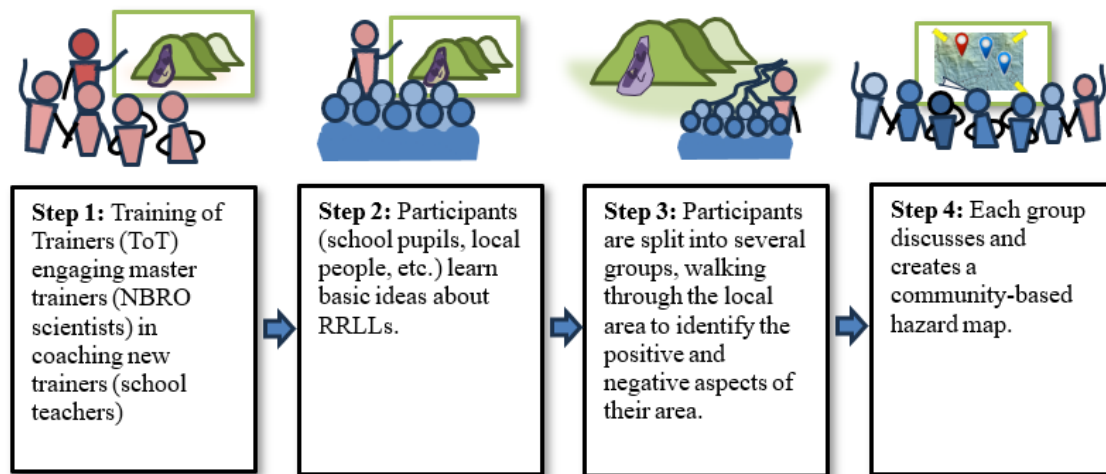 Step 1: Training of
Trainers (ToT)
engaging master
trainers (NBRO
scientists) in
coaching new
trainers (school
teachers)
Step 2: Participants
(school pupils, local
people, etc.) learn
basic ideas about
RRLLs.
Step 3: Participants
are split into several
groups, walking
through the local
area to identify the
positive and
negative aspects of
their area.
Step 4: Each group
discusses and
creates a
community-based
hazard map.